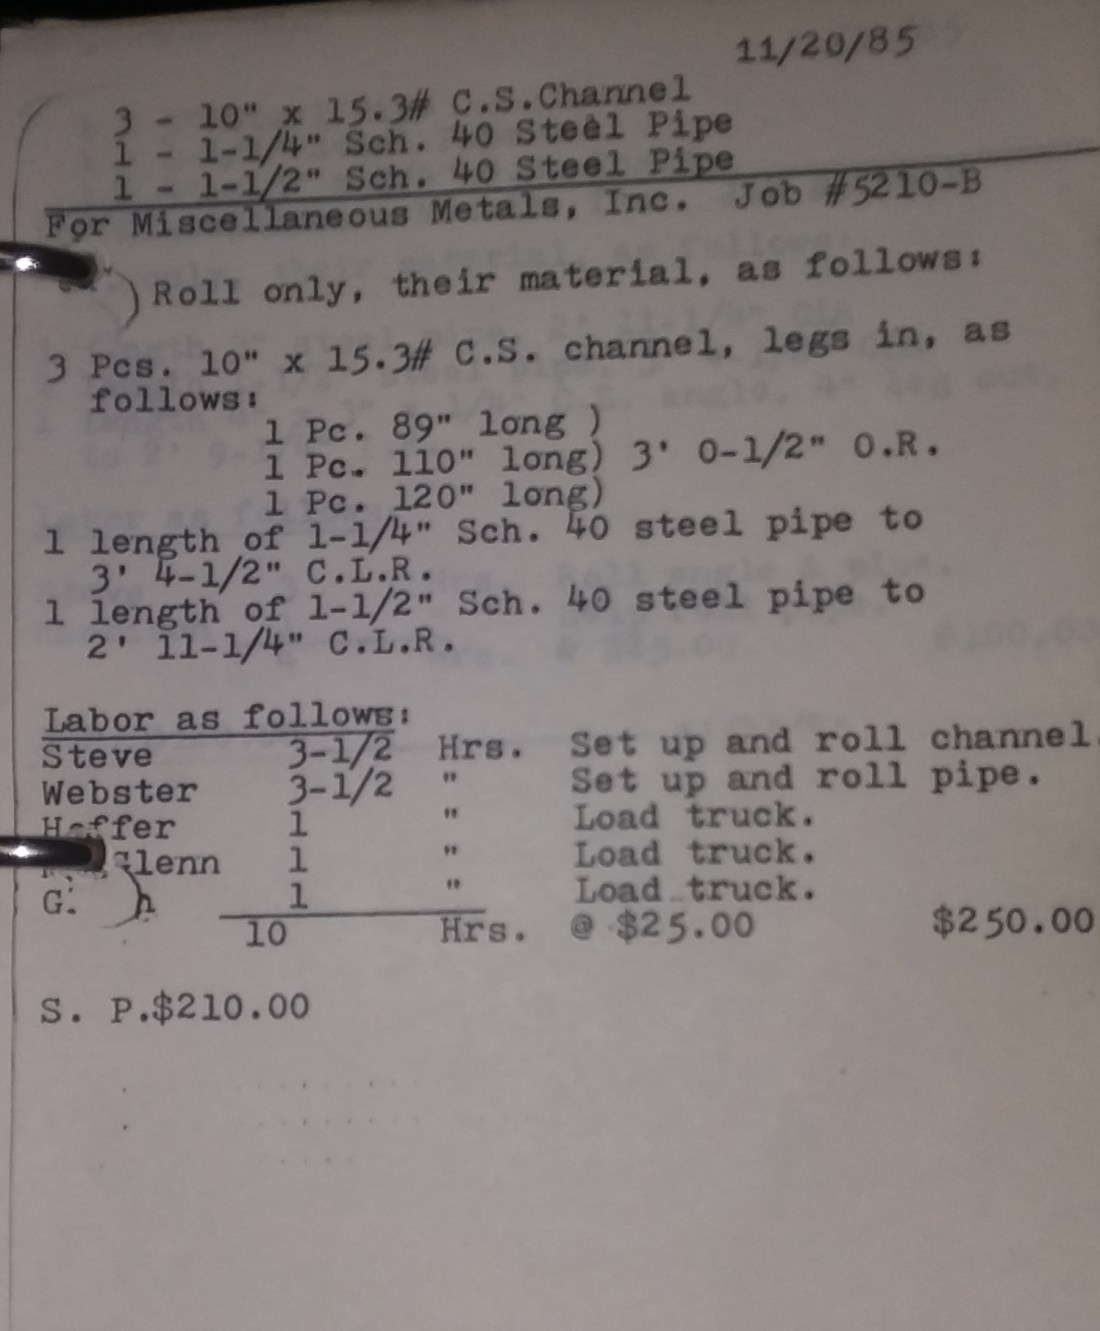 11/20/85
3 - 10" x 15.3# C.S.Channel
1 - 1-1/4" Sch. 40 Steel Pipe
1 - 1-1/2" Sch. 40 Steel Pipe
For Miscellaneous Metals, Inc. Job #5210-B
Roll only, their material, as follows:
3 Pcs. 10" x 15.3# C.S. channel, legs in, as
follows:
1 Pc. 89" long )
1 Pc. 110" long) 3' 0-1/2" O.R.
1 Pc. 120" long)
1 length of 1-1/4" Sch. 40 steel pipe to
3' 4-1/2" C.L.R.
1 length of 1-1/2" Sch. 40 steel pipe to
2' 11-1/4" C.L.R.
Labor as follows:
Steve 3-1/2 Hrs. Set up and roll channel.
Webster 3-1/2 " Set up and roll pipe.
1 " Load truck.
1 " Load truck.
1 " Load truck.
10 Hrs. @ $25.00 $250.00
S. P.$210.00